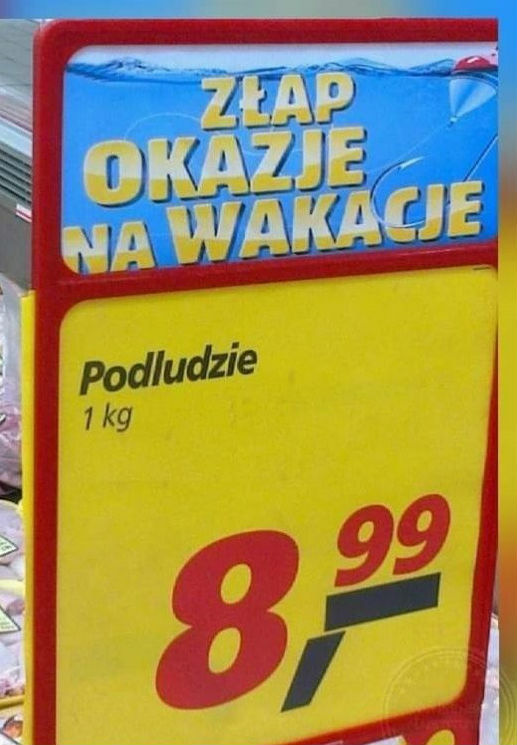 ZŁAP
OKAZJE
NA WAKACJE
Podludzie
1 kg
8,99